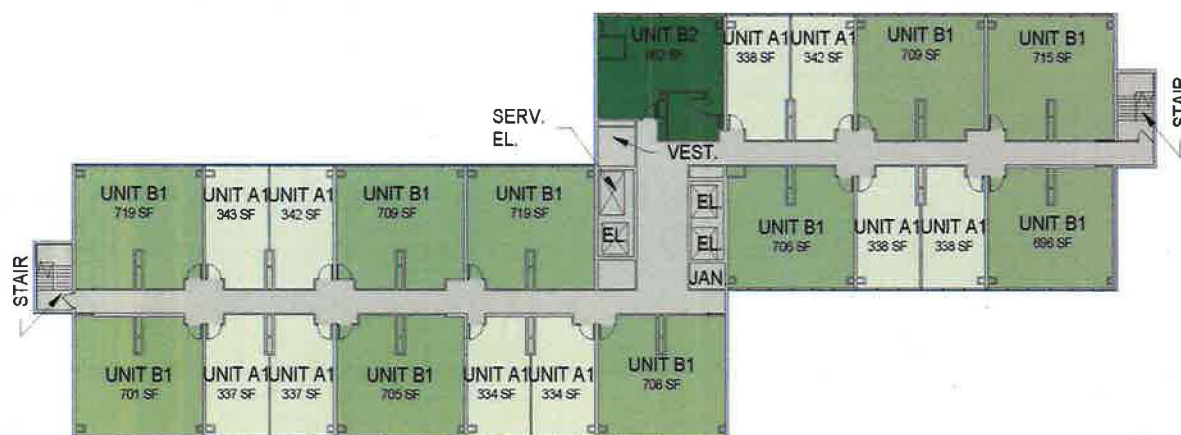 UNIT B2
662 SF
UNIT A1
338 SF
UNIT A1
342 SF
UNIT B1
709 SF
UNIT B1
715 SF
STAIR
SERV.
EL.
VEST.
UNIT B1
719 SF
UNIT A1
343 SF
UNIT A1
342 SF
UNIT B1
709 SF
UNIT B1
719 SF
EL
EL
EL
JAN
UNIT B1
706 SF
UNIT A1
338 SF
UNIT A1
338 SF
UNIT B1
696 SF
STAIR
UNIT B1
701 SF
UNIT A1
337 SF
UNIT A1
337 SF
UNIT B1
705 SF
UNIT A1
334 SF
UNIT A1
334 SF
UNIT B1
708 SF